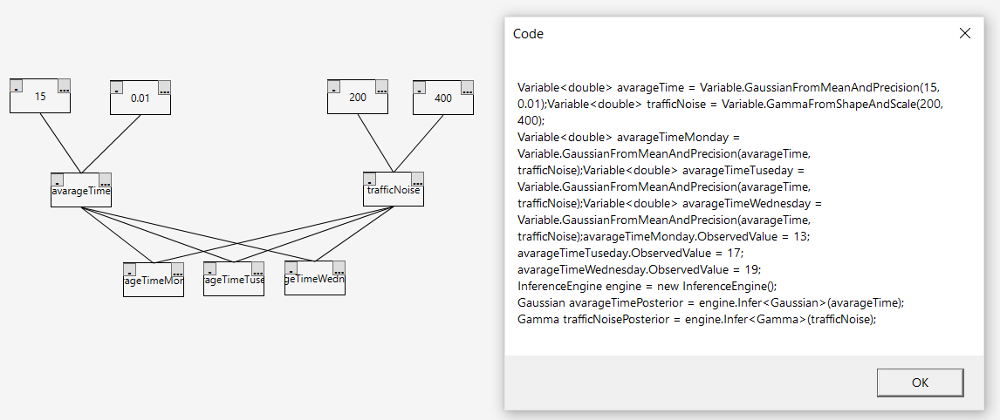 15
0.01
200
400
avarageTime
trafficNoise
ageTimeMon
rageTimeTuse
geTimeWedn
Code
Variable<double> avarageTime = Variable.GaussianFromMeanAndPrecision(15,
0.01);Variable<double> trafficNoise = Variable.GammaFromShapeAndScale(200,
400);
Variable<double> avarageTimeMonday =
Variable.GaussianFromMeanAndPrecision(avarageTime,
trafficNoise);Variable<double> avarageTimeTuseday =
Variable.GaussianFromMeanAndPrecision(avarageTime,
trafficNoise);Variable<double> avarageTimeWednesday =
Variable.GaussianFromMeanAndPrecision(avarageTime,
trafficNoise);avarageTimeMonday.ObservedValue = 13;
avarageTimeTuseday.ObservedValue = 17;
avarageTimeWednesday.ObservedValue = 19;
InferenceEngine engine = new InferenceEngine();
Gaussian avarageTimePosterior = engine.Infer<Gaussian>(avarageTime);
Gamma trafficNoisePosterior = engine.Infer<Gamma>(trafficNoise);
OK